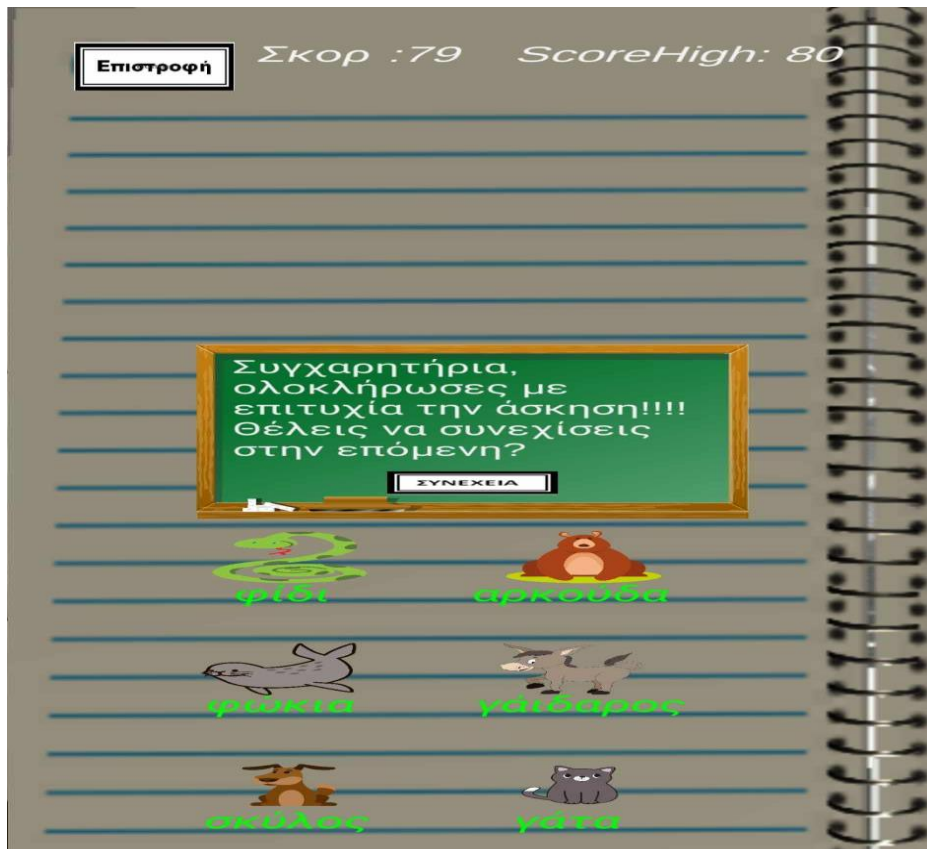 Επιστροφή
Σκορ :79 ScoreHigh: 80
Συγχαρητήρια,
ολοκλήρωσες με
επιτυχία την άσκηση!!!!
Θέλεις να συνεχίσεις
στην επόμενη?
ΣΥΝΕΧΕΙΑ
φίδι αρκούδα
φώκια γάιδαρος
σκύλος γάτα